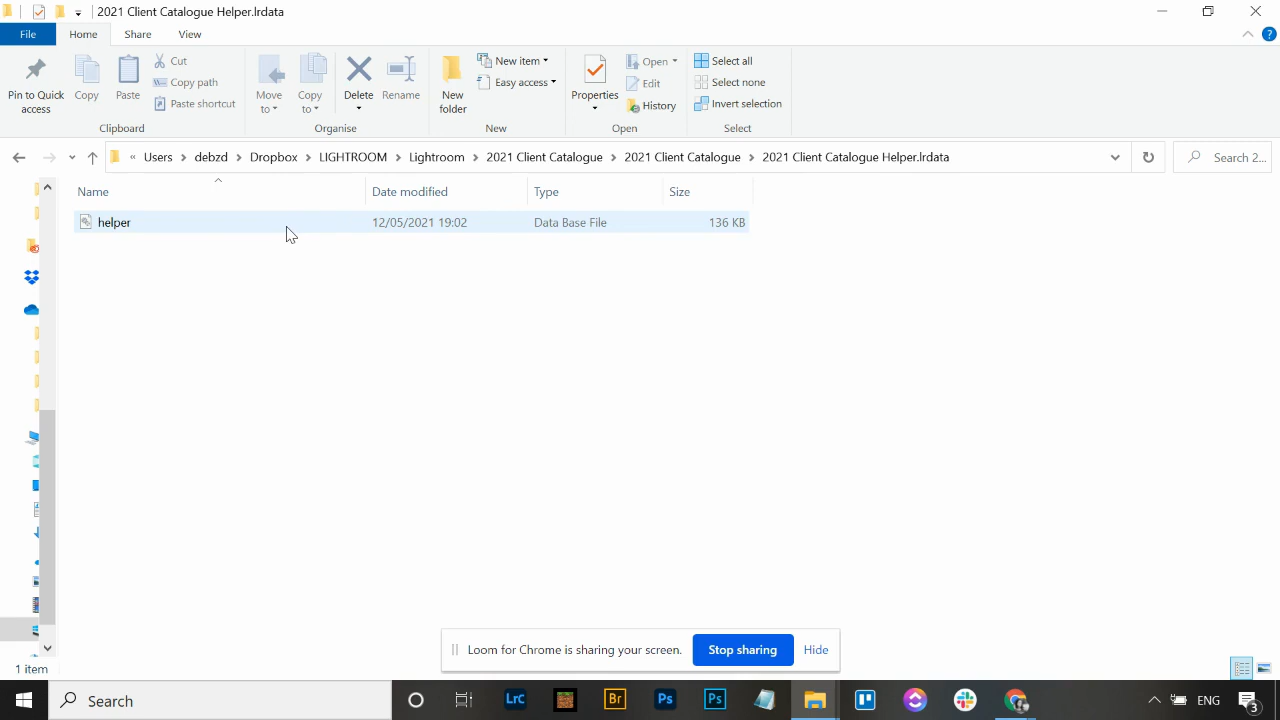 2021 Client Catalogue Helper.lrdata
File Home Share View
Pin to Quick access
Copy
Paste
Cut
Copy path
Paste shortcut
Clipboard
Move to
Copy to
Delete
Rename
Organise
New folder
New item
Easy access
New
Properties
Open
Edit
History
Open
Select all
Select none
Invert selection
Select
« Users > debzd > Dropbox > LIGHTROOM > Lightroom > 2021 Client Catalogue > 2021 Client Catalogue > 2021 Client Catalogue Helper.lrdata
Search 2...
Name Date modified Type Size
helper 12/05/2021 19:02 Data Base File 136 KB
Loom for Chrome is sharing your screen. Stop sharing Hide
1 item
Search
Lrc Br Ps Ps
ENG
3